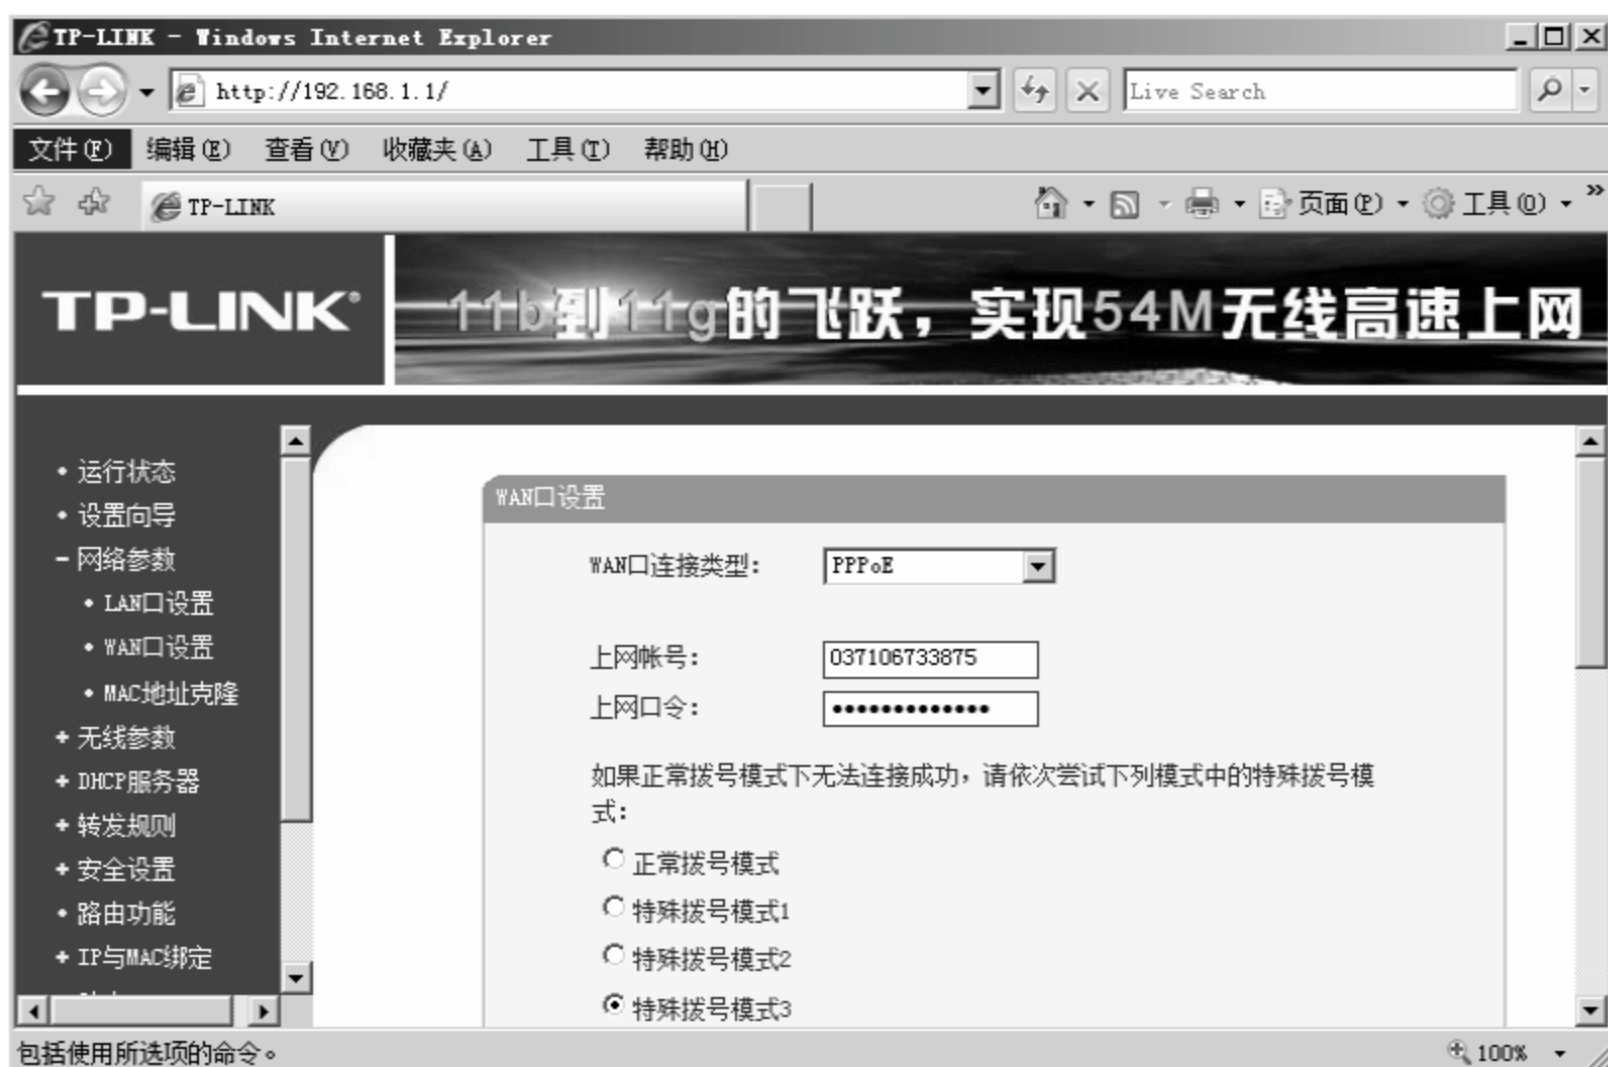 TP-LINK - Windows Internet Explorer
http://192.168.1.1/
Live Search
文件(F) 编辑(E) 查看(V) 收藏夹(A) 工具(T) 帮助(H)
TP-LINK
页面(P) 工具(O) »
TP-LINK®
11b到11g的飞跃，实现54M无线高速上网
• 运行状态
• 设置向导
- 网络参数
• LAN口设置
• WAN口设置
• MAC地址克隆
+ 无线参数
+ DHCP服务器
+ 转发规则
+ 安全设置
• 路由功能
+ IP与MAC绑定
WAN口设置
WAN口连接类型： PPPoE
上网帐号： 037106733875
上网口令： •••••••••••••
如果正常拨号模式下无法连接成功，请依次尝试下列模式中的特殊拨号模
式：
正常拨号模式
特殊拨号模式1
特殊拨号模式2
特殊拨号模式3
包括使用所选项的命令。
100%